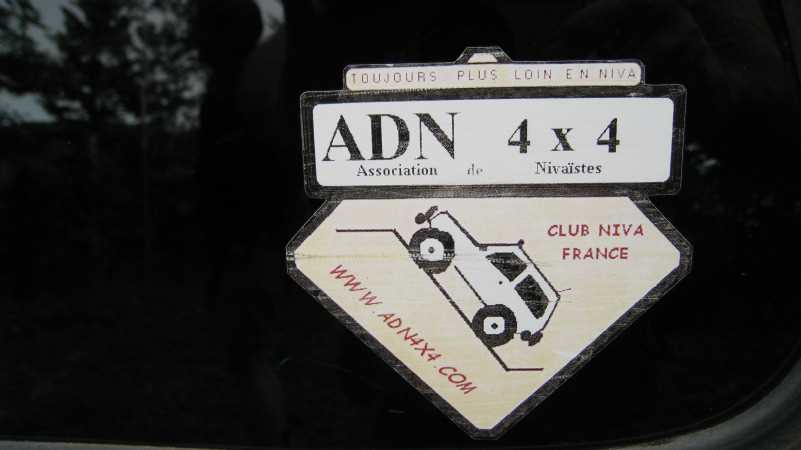 TOUJOURS PLUS LOIN EN NIVA
ADN 4 x 4
Association de Nivaïstes
CLUB NIVA
FRANCE
WWW.ADN4X4.COM